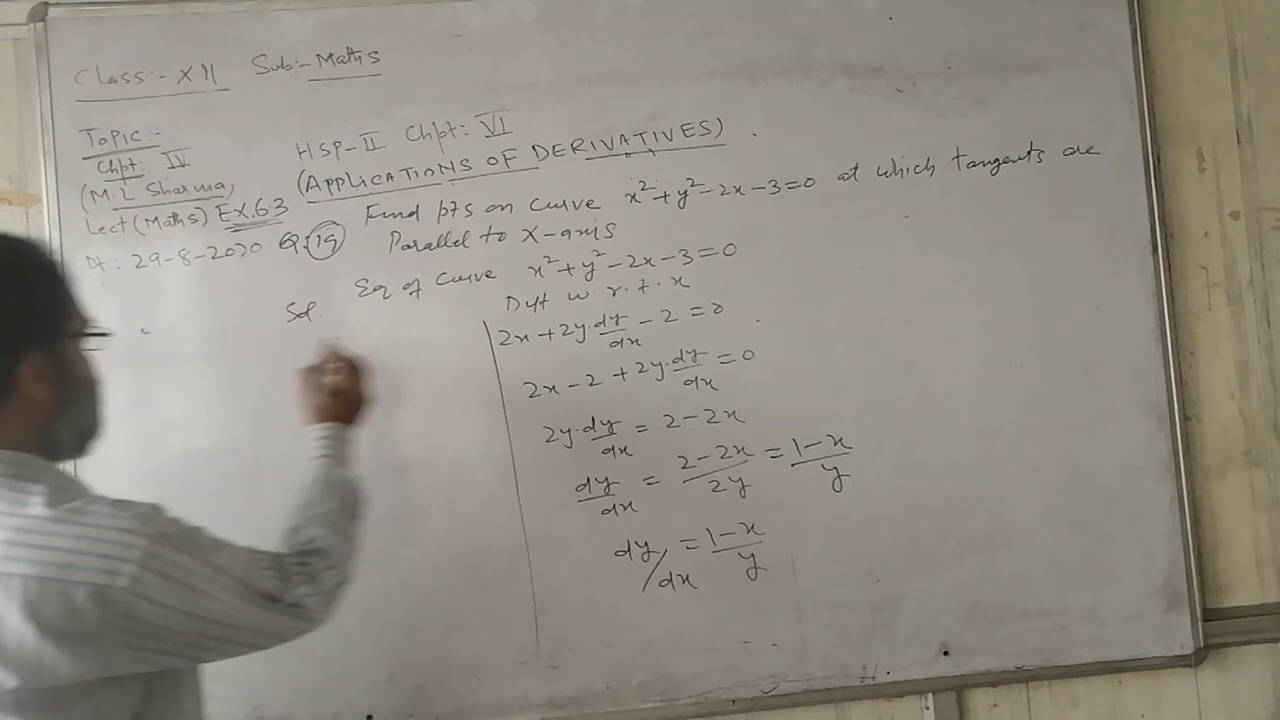 Class:- XII Sub:- Maths
Topic:-
Chpt: IV
(M.L Sharma)
Lect (Maths)
Dt: 29-8-2020
HSP-II Chpt: VI
(APPLICATIONS OF DERIVATIVES).
EX.6.3
Q.19 Find pts on curve x²+y²-2x-3=0 at which tangents are
Parallel to X-axis
Sol. Eq of Curve x²+y²-2x-3=0
Diff w.r.t. x
2x+2y.dy/dx-2=0
2x-2+2y.dy/dx=0
2y.dy/dx=2-2x
dy/dx=2-2x/2y=1-x/y
dy/dx=1-x/y